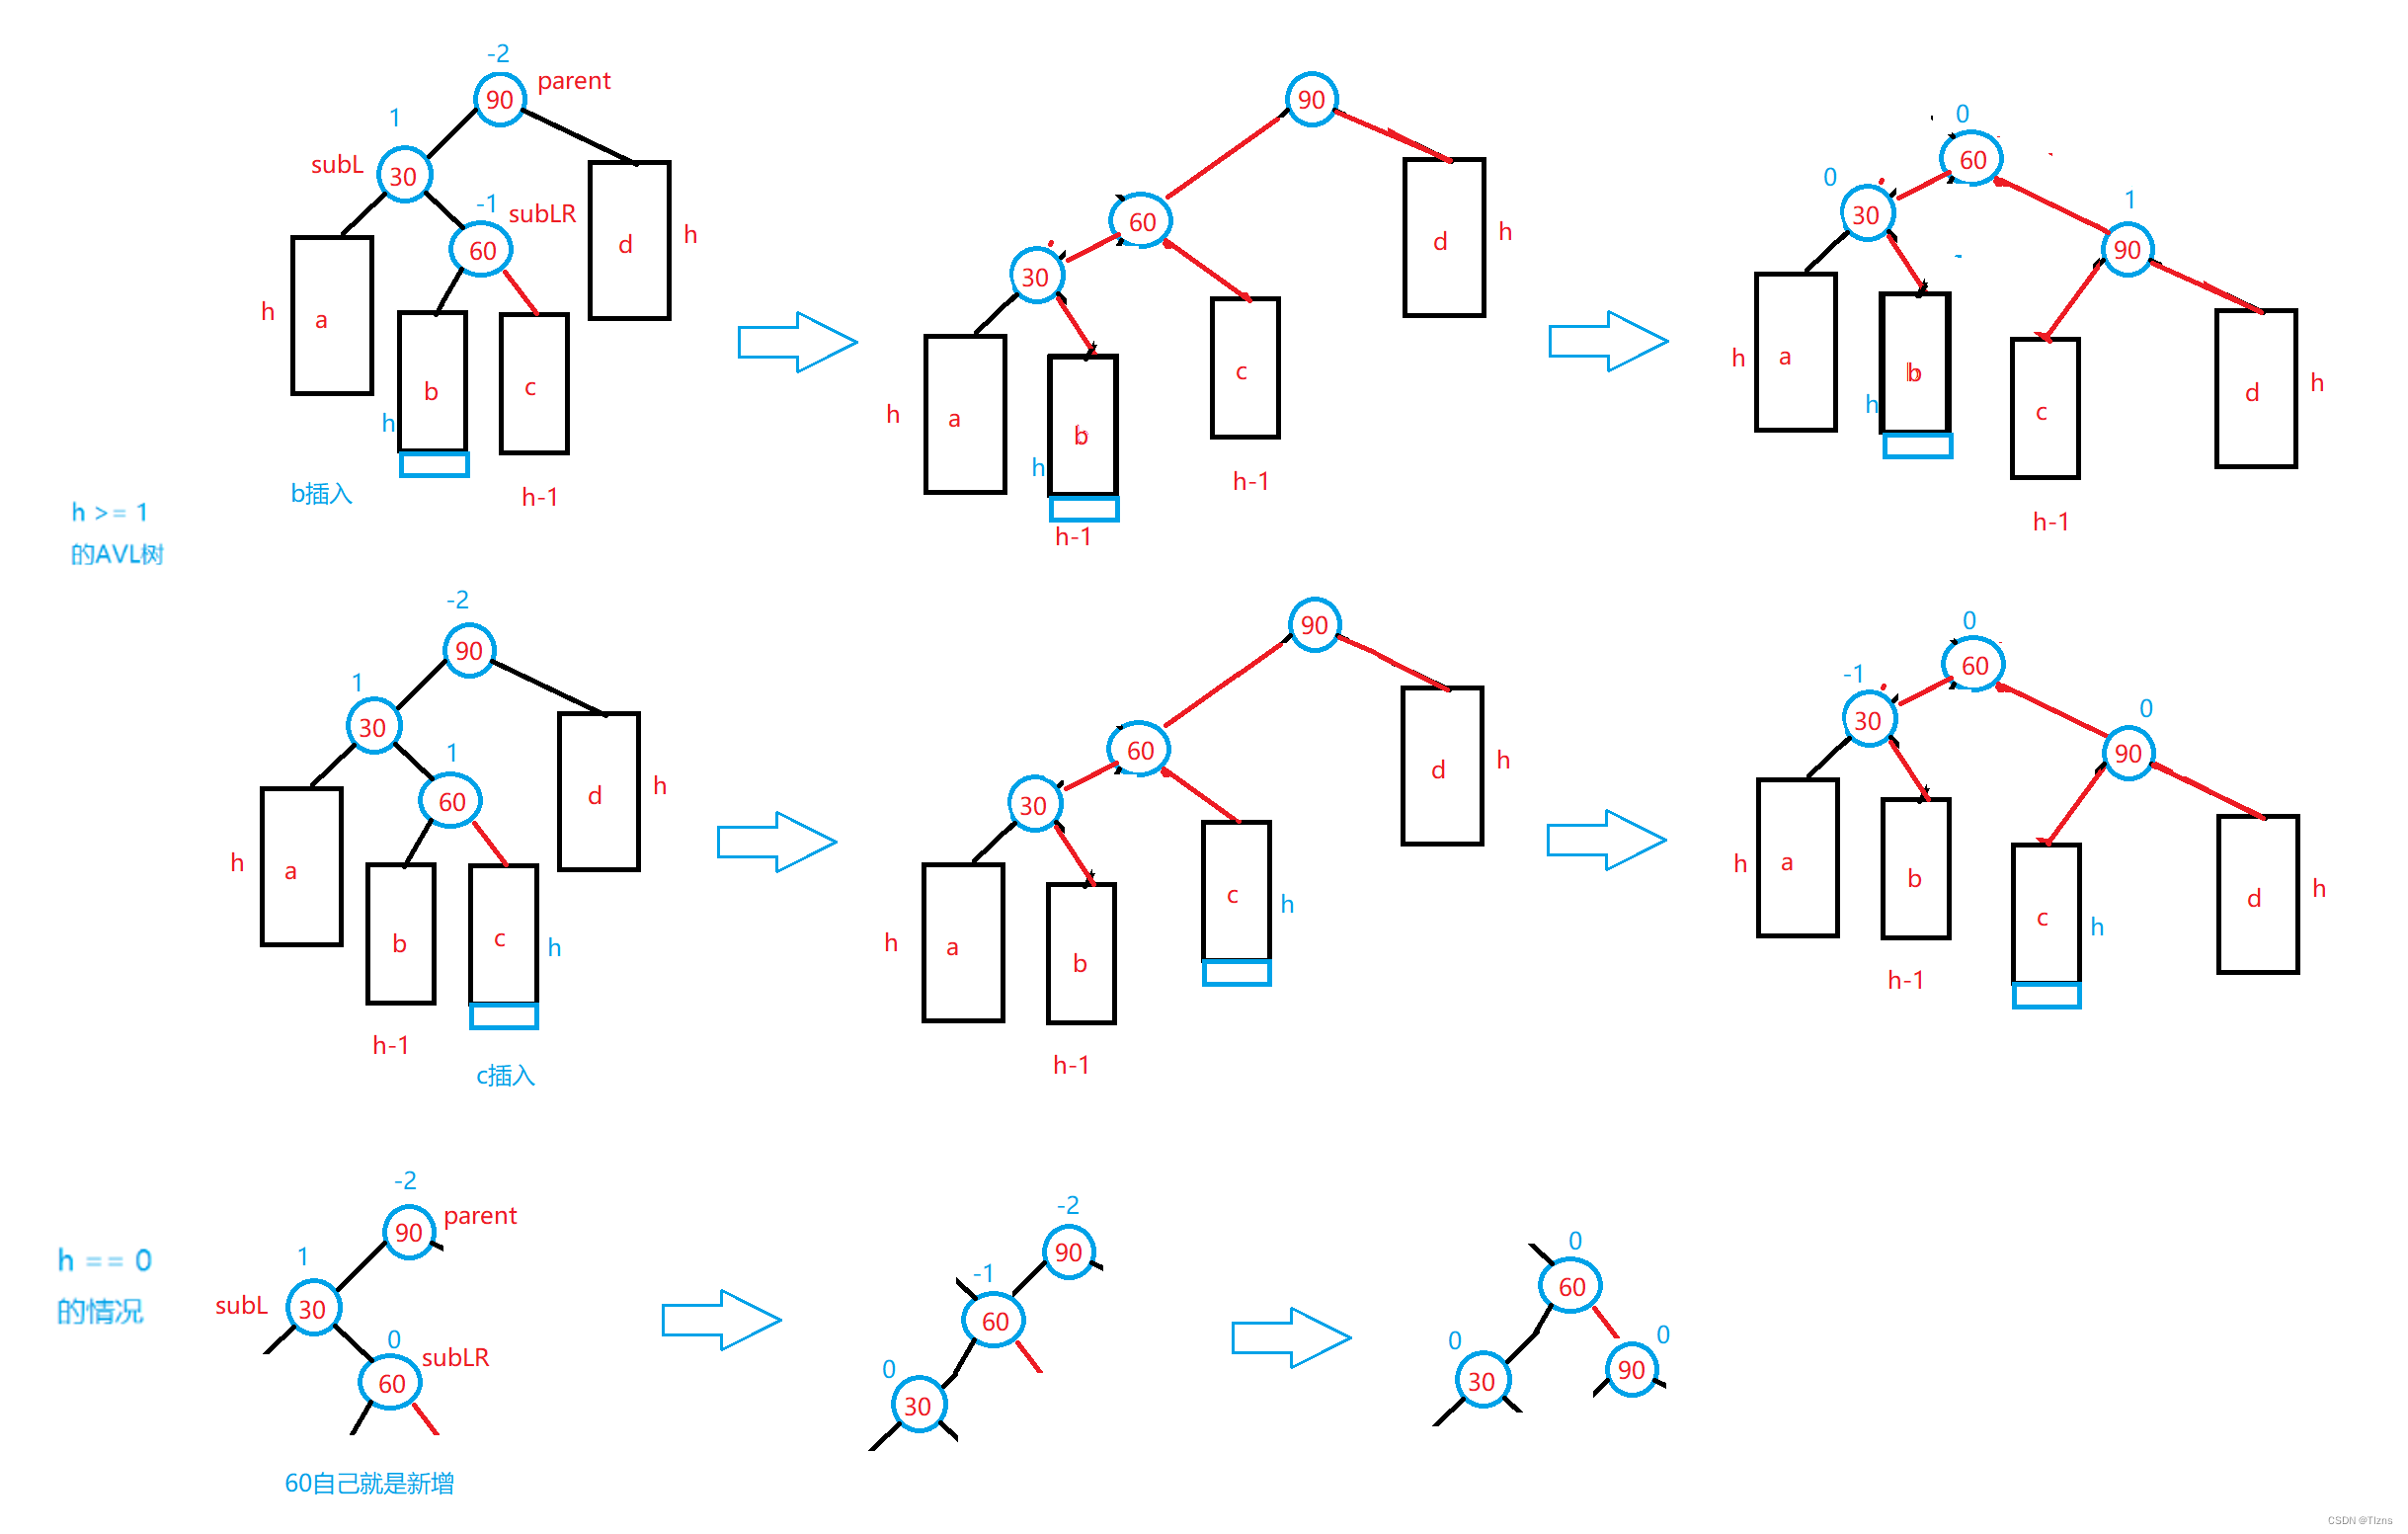 -2
90
parent
1
subL
30
-1
subLR
60
a
h
b
h
c
d
h
b插入
h-1
90
60
30
a
h
b
h
h-1
c
h-1
d
h
0
60
0
30
1
90
h
a
h
b
c
h-1
d
h
h >= 1
的AVL树
-2
90
1
30
1
60
h
a
b
h-1
c
h
d
h
c插入
90
60
30
h
a
b
h-1
c
h
d
h
0
60
-1
30
0
90
h
a
b
h-1
c
h
d
h
h == 0
的情况
-2
90
parent
1
subL
30
0
subLR
60
60自己就是新增
-2
90
-1
60
0
30
0
60
0
30
0
90
CSDN @Tlzns